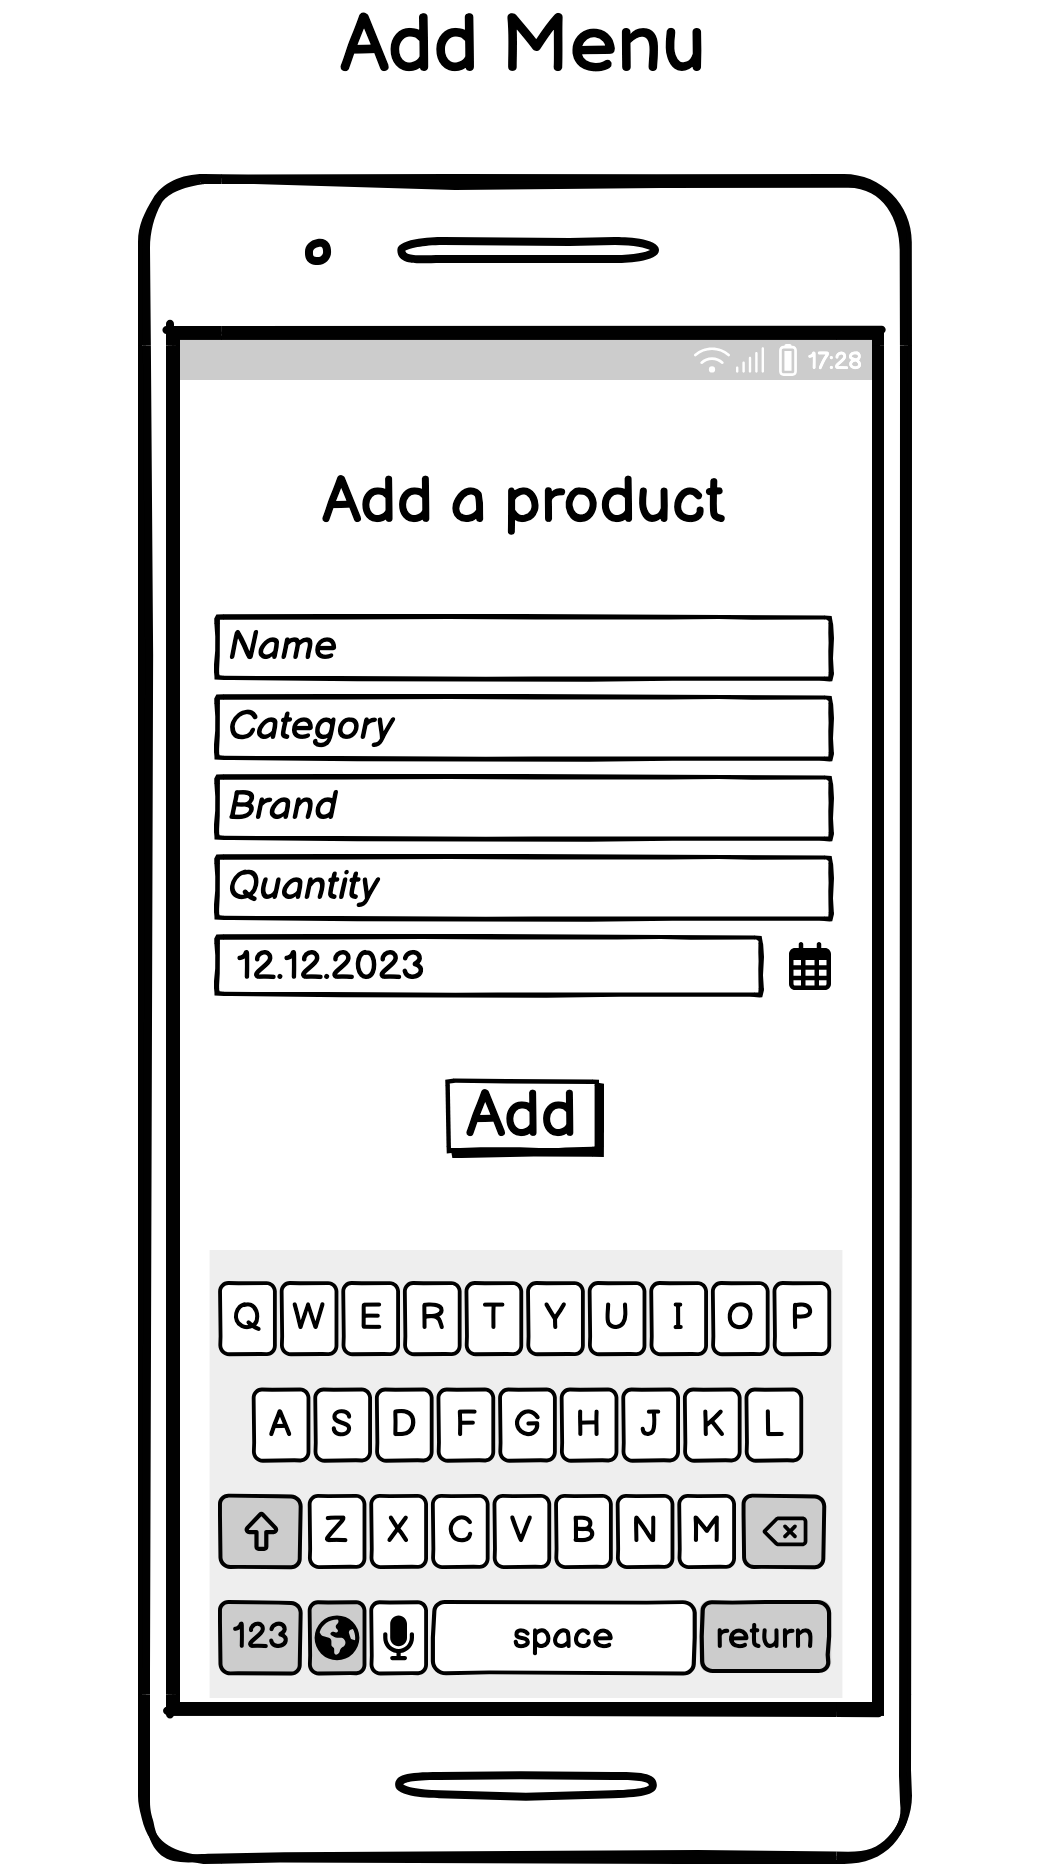 Add Menu
17:28
Add a product
Name
Category
Brand
Quantity
12.12.2023
Add
Q W E R T Y U I O P
A S D F G H J K L
Z X C V B N M
123 space return